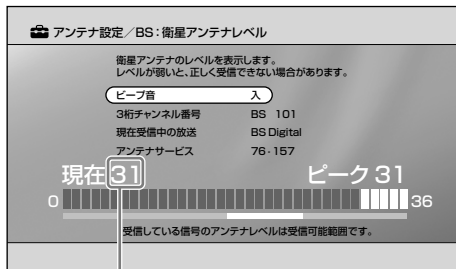 アンテナ設定／BS：衛星アンテナレベル
衛星アンテナのレベルを表示します。
レベルが弱いと、正しく受信できない場合があります。
ビープ音 入
3桁チャンネル番号 BS 101
現在受信中の放送 BS Digital
アンテナサービス 76-157
現在 31 ピーク 31
0 36
受信している信号のアンテナレベルは受信可能範囲です。